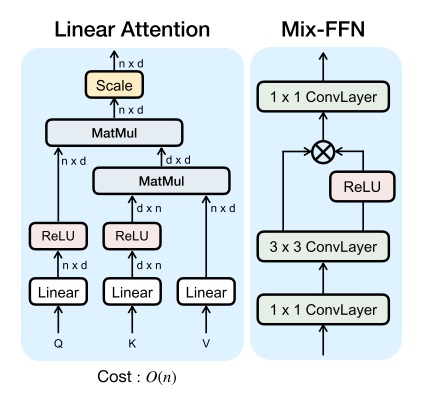 Linear Attention
n x d
Scale
n x d
MatMul
n x d
d x d
MatMul
d x n
n x d
ReLU
ReLU
n x d
d x n
Linear
Linear
Linear
Q
K
V
Cost : O(n)
Mix-FFN
1 x 1 ConvLayer
ReLU
3 x 3 ConvLayer
1 x 1 ConvLayer